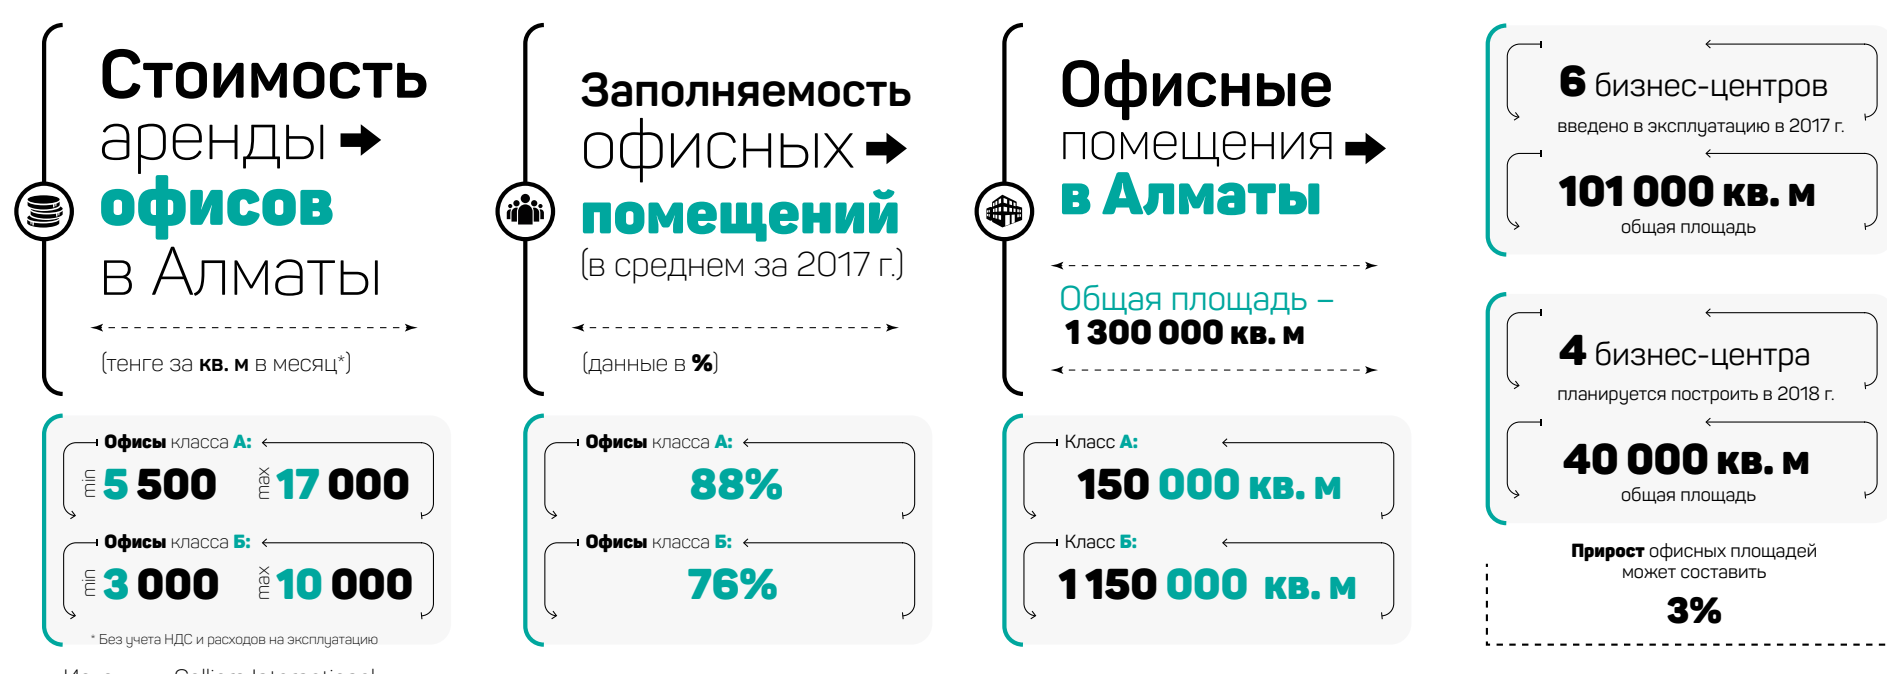 Стоимость
аренды
офисов
в Алматы
(тенге за кв. м в месяц*)
Офисы класса А:
min 5 500 max 17 000
Офисы класса Б:
min 3 000 max 10 000
* Без учета НДС и расходов на эксплуатацию
Colliers International
Заполняемость
офисных
помещений
(в среднем за 2017 г.)
(данные в %)
Офисы класса А:
88%
Офисы класса Б:
76%
Офисные
помещения
в Алматы
Общая площадь –
1 300 000 кв. м
Класс А:
150 000 кв. м
Класс Б:
1 150 000 кв. м
6 бизнес-центров
введено в эксплуатацию в 2017 г.
101 000 кв. м
общая площадь
4 бизнес-центра
планируется построить в 2018 г.
40 000 кв. м
общая площадь
Прирост офисных площадей
может составить
3%